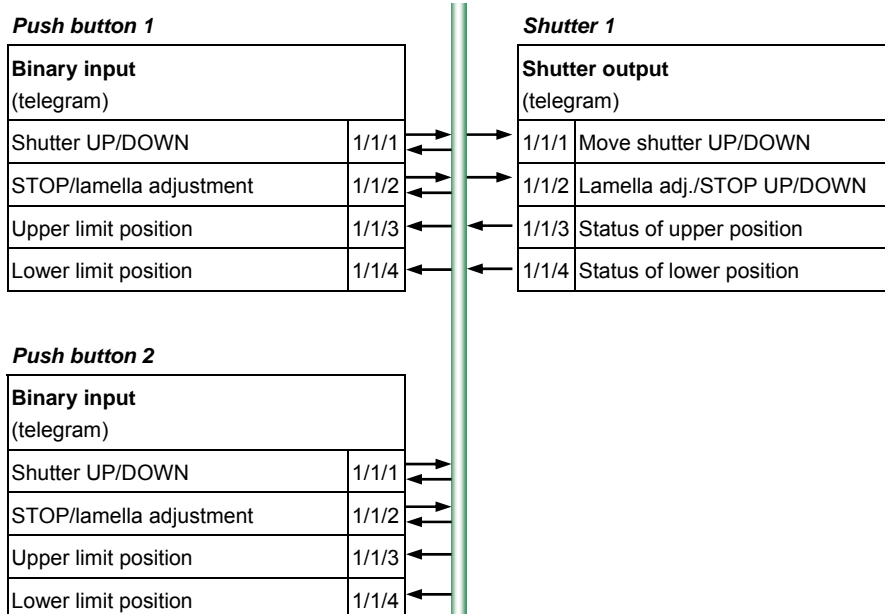 Push button 1
Binary input
(telegram)
Shutter UP/DOWN 1/1/1
STOP/lamella adjustment 1/1/2
Upper limit position 1/1/3
Lower limit position 1/1/4
Shutter 1
Shutter output
(telegram)
1/1/1 Move shutter UP/DOWN
1/1/2 Lamella adj./STOP UP/DOWN
1/1/3 Status of upper position
1/1/4 Status of lower position
Push button 2
Binary input
(telegram)
Shutter UP/DOWN 1/1/1
STOP/lamella adjustment 1/1/2
Upper limit position 1/1/3
Lower limit position 1/1/4